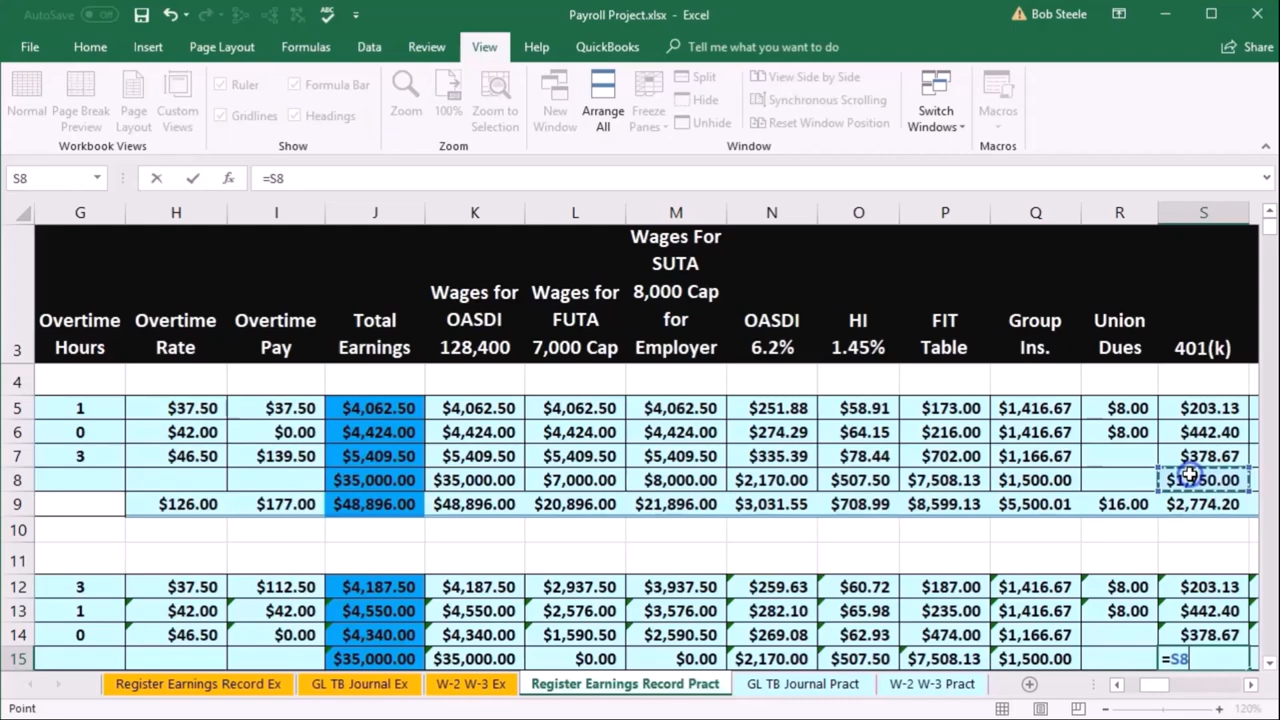 AutoSave Off Payroll Project.xlsx - Excel Bob Steele
File Home Insert Page Layout Formulas Data Review View Help QuickBooks Tell me what you want to do Share
Normal Page Break Preview Page Layout Custom Views
Workbook Views
Ruler Formula Bar
Gridlines Headings
Show
Zoom 100% Zoom to Selection
Zoom
New Window Arrange All Freeze Panes
Split
Hide
Unhide
View Side by Side
Synchronous Scrolling
Reset Window Position
Switch Windows
Window
Macros
Macros
S8 fx =S8
G H I J K L M N O P Q R S
3 Overtime Hours Overtime Rate Overtime Pay Total Earnings Wages for OASDI 128,400 Wages for FUTA 7,000 Cap Wages For SUTA 8,000 Cap for Employer OASDI 6.2% HI 1.45% FIT Table Group Ins. Union Dues 401(k)
4
5 1 $37.50 $37.50 $4,062.50 $4,062.50 $4,062.50 $4,062.50 $251.88 $58.91 $173.00 $1,416.67 $8.00 $203.13
6 0 $42.00 $0.00 $4,424.00 $4,424.00 $4,424.00 $4,424.00 $274.29 $64.15 $216.00 $1,416.67 $8.00 $442.40
7 3 $46.50 $139.50 $5,409.50 $5,409.50 $5,409.50 $5,409.50 $335.39 $78.44 $702.00 $1,166.67 $378.67
8 $35,000.00 $35,000.00 $7,000.00 $8,000.00 $2,170.00 $507.50 $7,508.13 $1,500.00
9 $126.00 $177.00 $48,896.00 $48,896.00 $20,896.00 $21,896.00 $3,031.55 $708.99 $8,599.13 $5,500.01 $16.00 $2,774.20
10
11
12 3 $37.50 $112.50 $4,187.50 $4,187.50 $2,937.50 $3,937.50 $259.63 $60.72 $187.00 $1,416.67 $8.00 $203.13
13 1 $42.00 $42.00 $4,550.00 $4,550.00 $2,576.00 $3,576.00 $282.10 $65.98 $235.00 $1,416.67 $8.00 $442.40
14 0 $46.50 $0.00 $4,340.00 $4,340.00 $1,590.50 $2,590.50 $269.08 $62.93 $474.00 $1,166.67 $378.67
15 $35,000.00 $35,000.00 $0.00 $0.00 $2,170.00 $507.50 $7,508.13 $1,500.00 =S8
Register Earnings Record Ex GL TB Journal Ex W-2 W-3 Ex Register Earnings Record Pract GL TB Journal Pract W-2 W-3 Pract
Point 120%